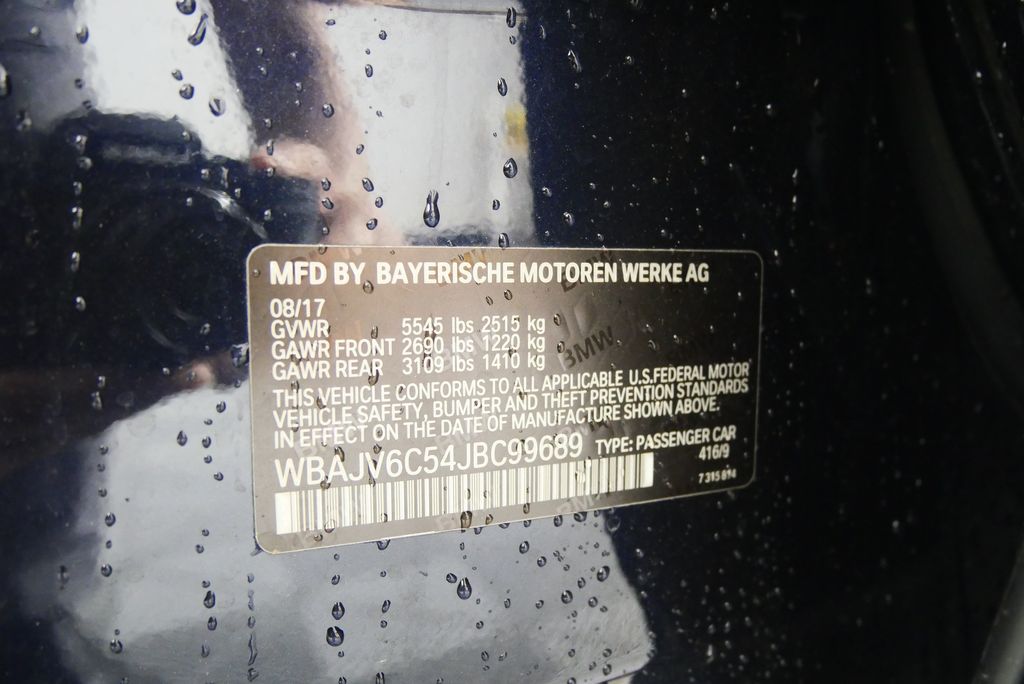 MFD BY BAYERISCHE MOTOREN WERKE AG
08/17
GVWR 5545 lbs 2515 kg
GAWR FRONT 2690 lbs 1220 kg
GAWR REAR 3109 lbs 1410 kg
THIS VEHICLE CONFORMS TO ALL APPLICABLE U.S.FEDERAL MOTOR
VEHICLE SAFETY, BUMPER AND THEFT PREVENTION STANDARDS
IN EFFECT ON THE DATE OF MANUFACTURE SHOWN ABOVE.
WBAJV6C54JBC99689 TYPE: PASSENGER CAR
416/9
7 315 814
BMW